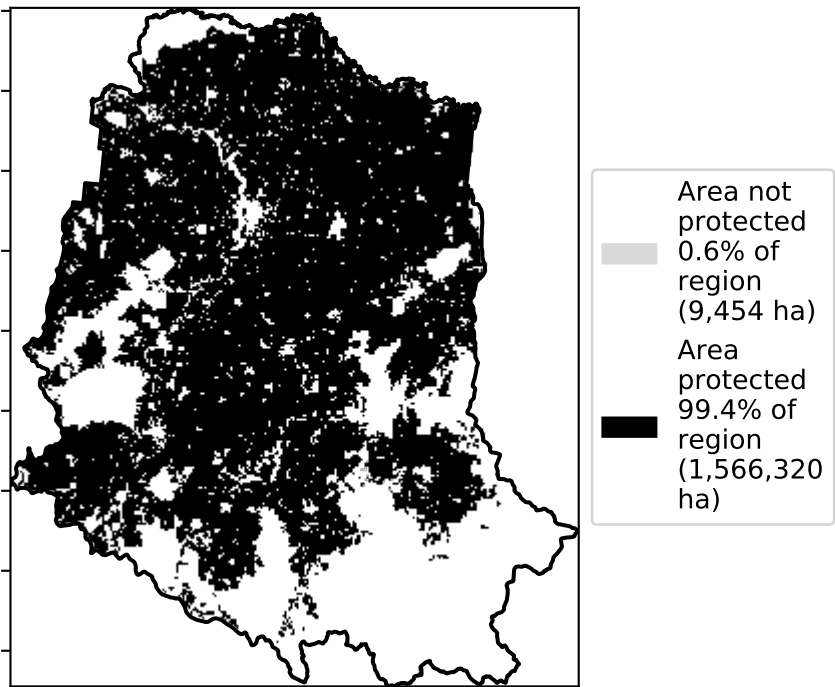 Area not
protected
0.6% of
region
(9,454 ha)
Area
protected
99.4% of
region
(1,566,320
ha)